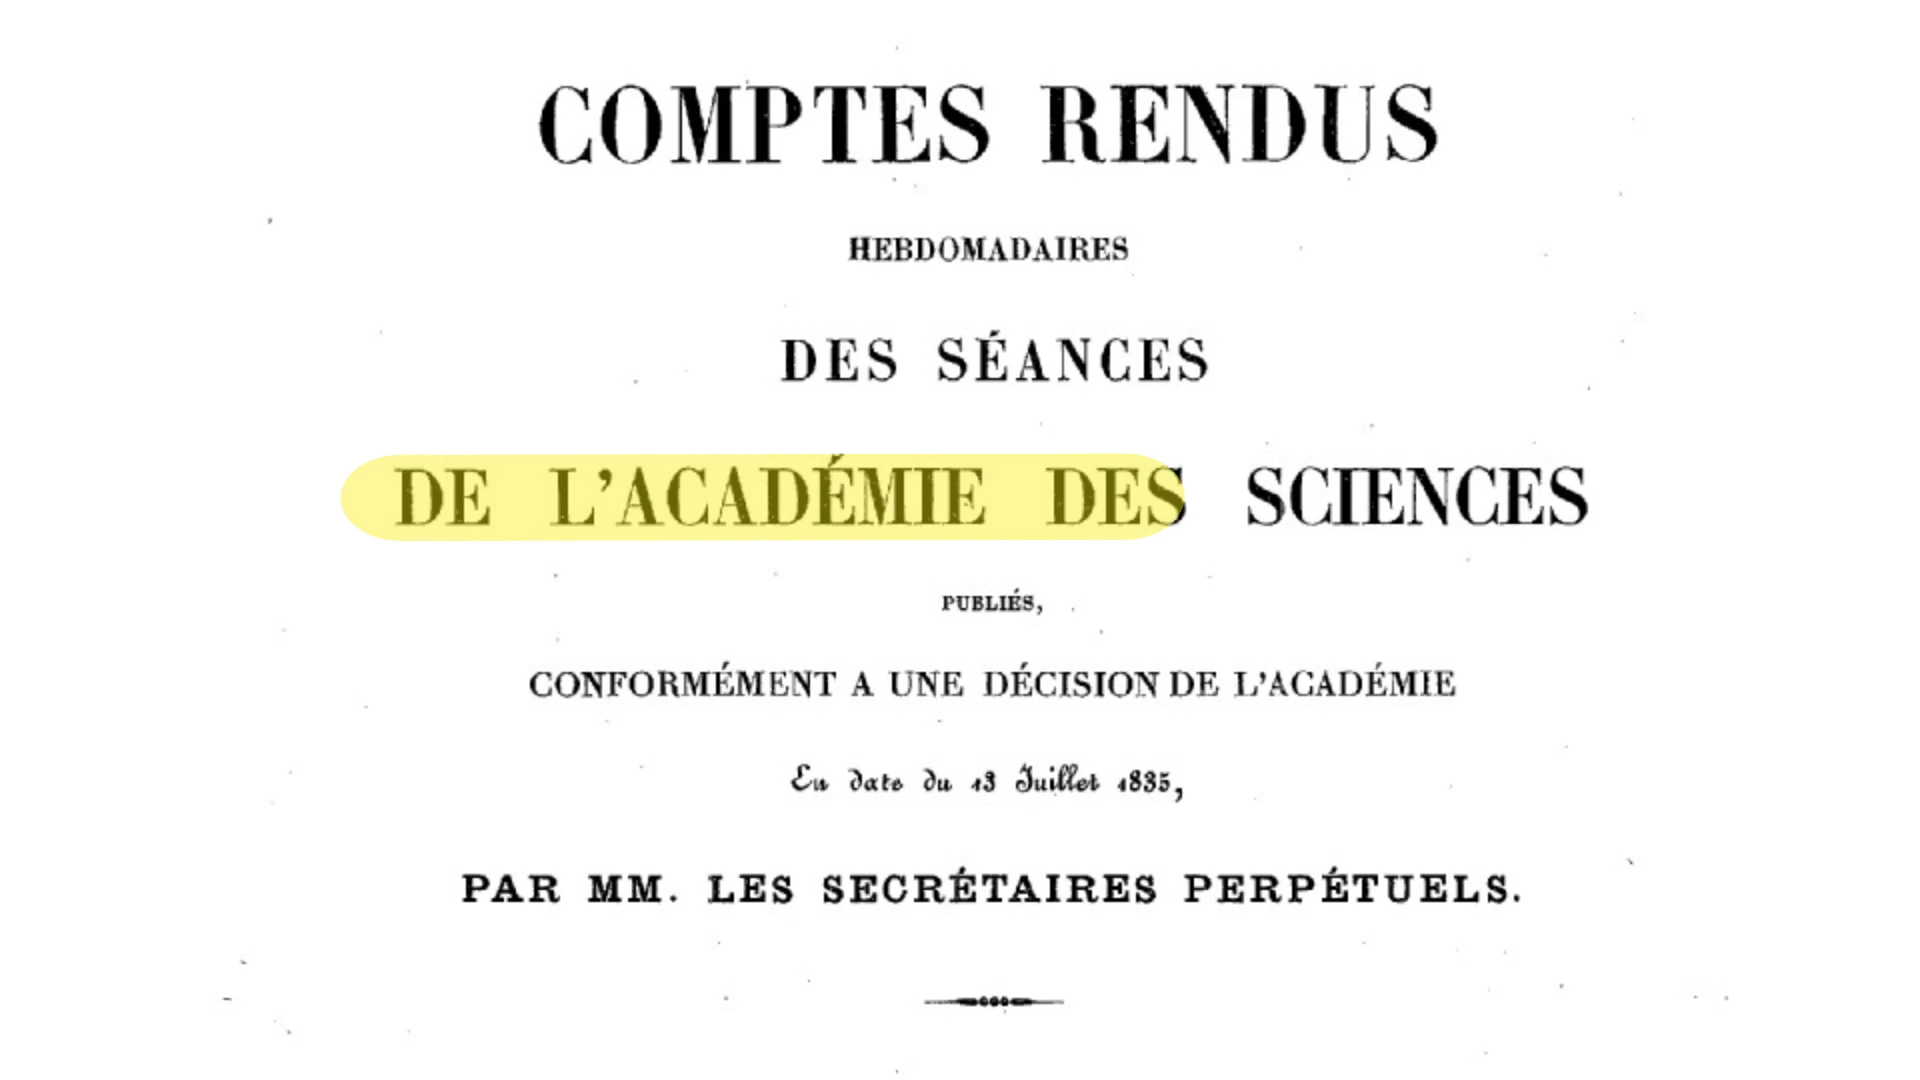 COMPTES RENDUS
HEBDOMADAIRES
DES SÉANCES
DE L'ACADÉMIE DES SCIENCES
PUBLIÉS,
CONFORMÉMENT A UNE DÉCISION DE L'ACADÉMIE
En date du 13 Juillet 1835,
PAR MM. LES SECRÉTAIRES PERPÉTUELS.